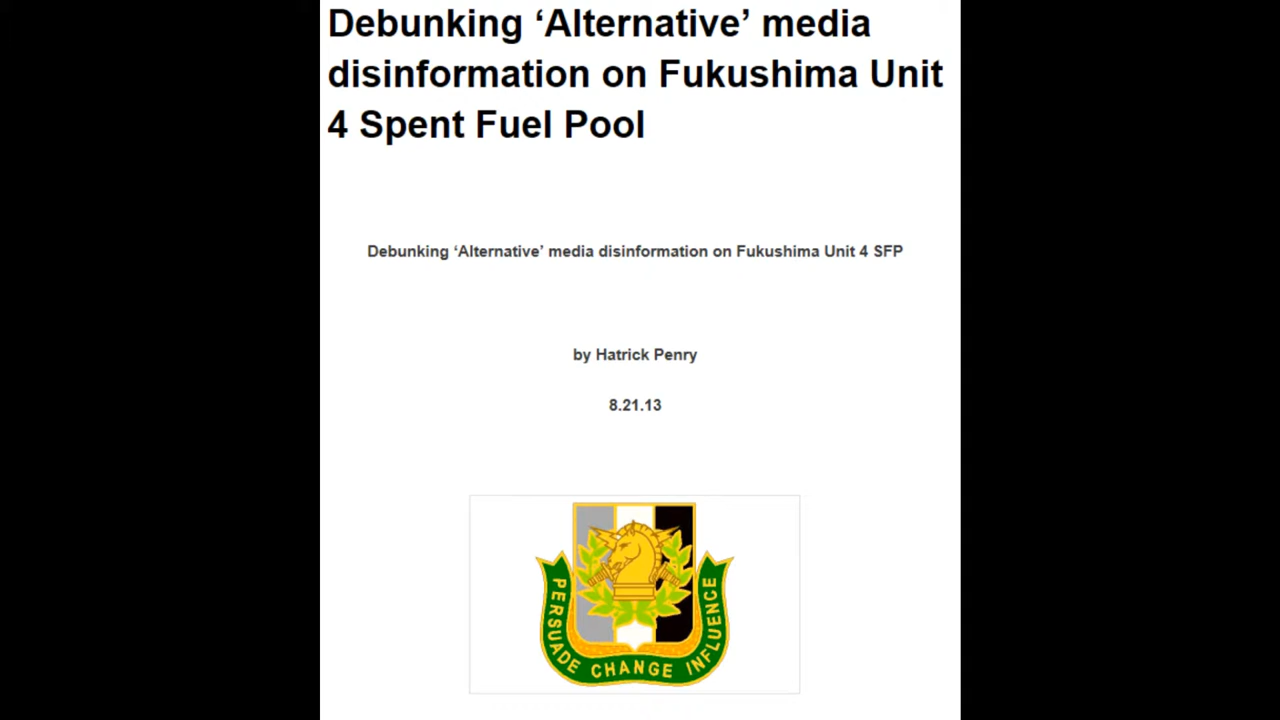 Debunking ‘Alternative’ media
disinformation on Fukushima Unit
4 Spent Fuel Pool
Debunking ‘Alternative’ media disinformation on Fukushima Unit 4 SFP
by Hatrick Penry
8.21.13
PERSUADE CHANGE INFLUENCE